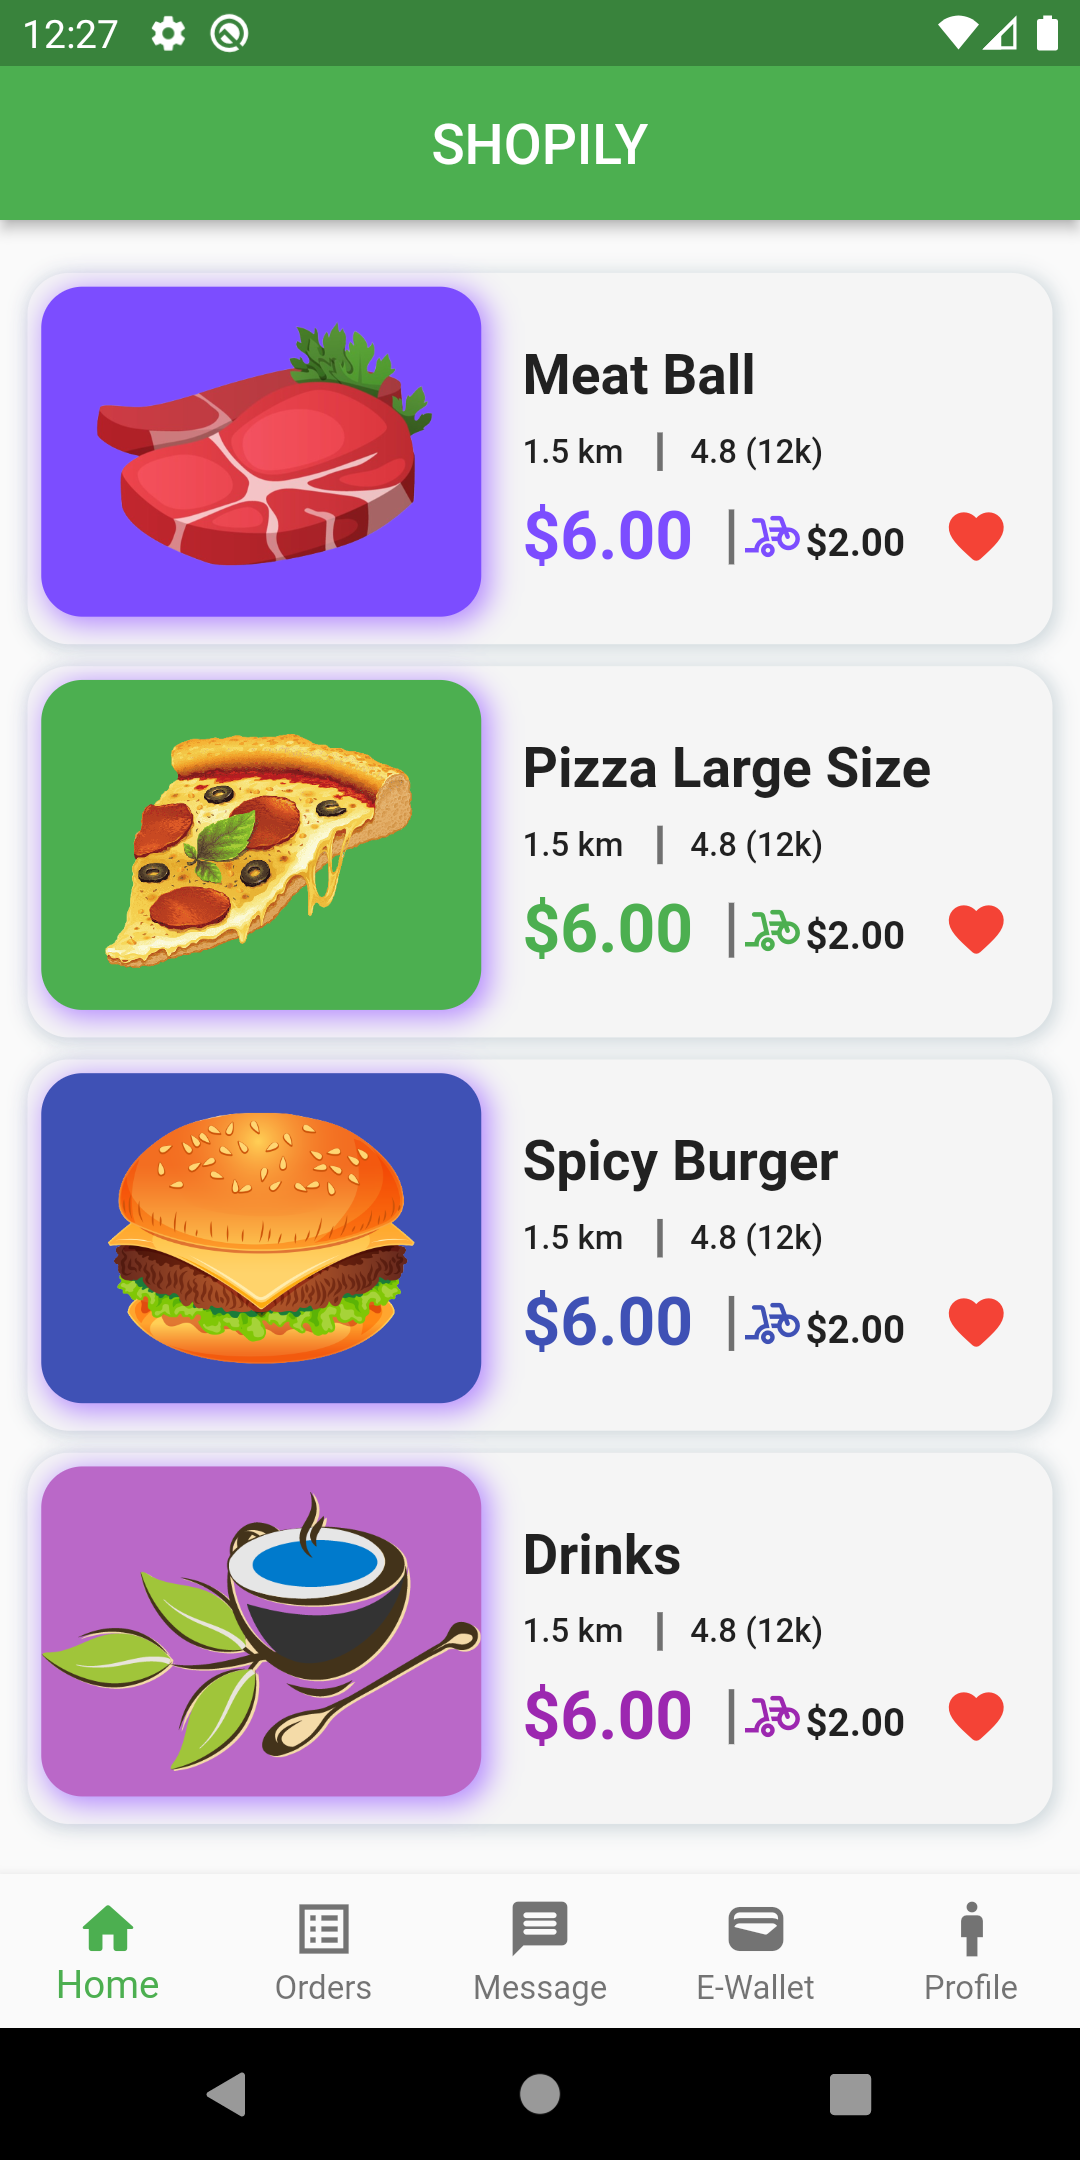 12:27
SHOPILY
Meat Ball
1.5 km | 4.8 (12k)
$6.00 | $2.00
Pizza Large Size
1.5 km | 4.8 (12k)
$6.00 | $2.00
Spicy Burger
1.5 km | 4.8 (12k)
$6.00 | $2.00
Drinks
1.5 km | 4.8 (12k)
$6.00 | $2.00
Home Orders Message E-Wallet Profile